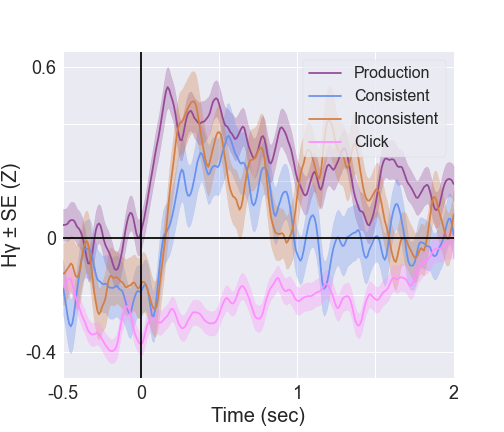 0.6
0
-0.4
Hγ ± SE (Z)
Production
Consistent
Inconsistent
Click
-0.5 0 1 2
Time (sec)